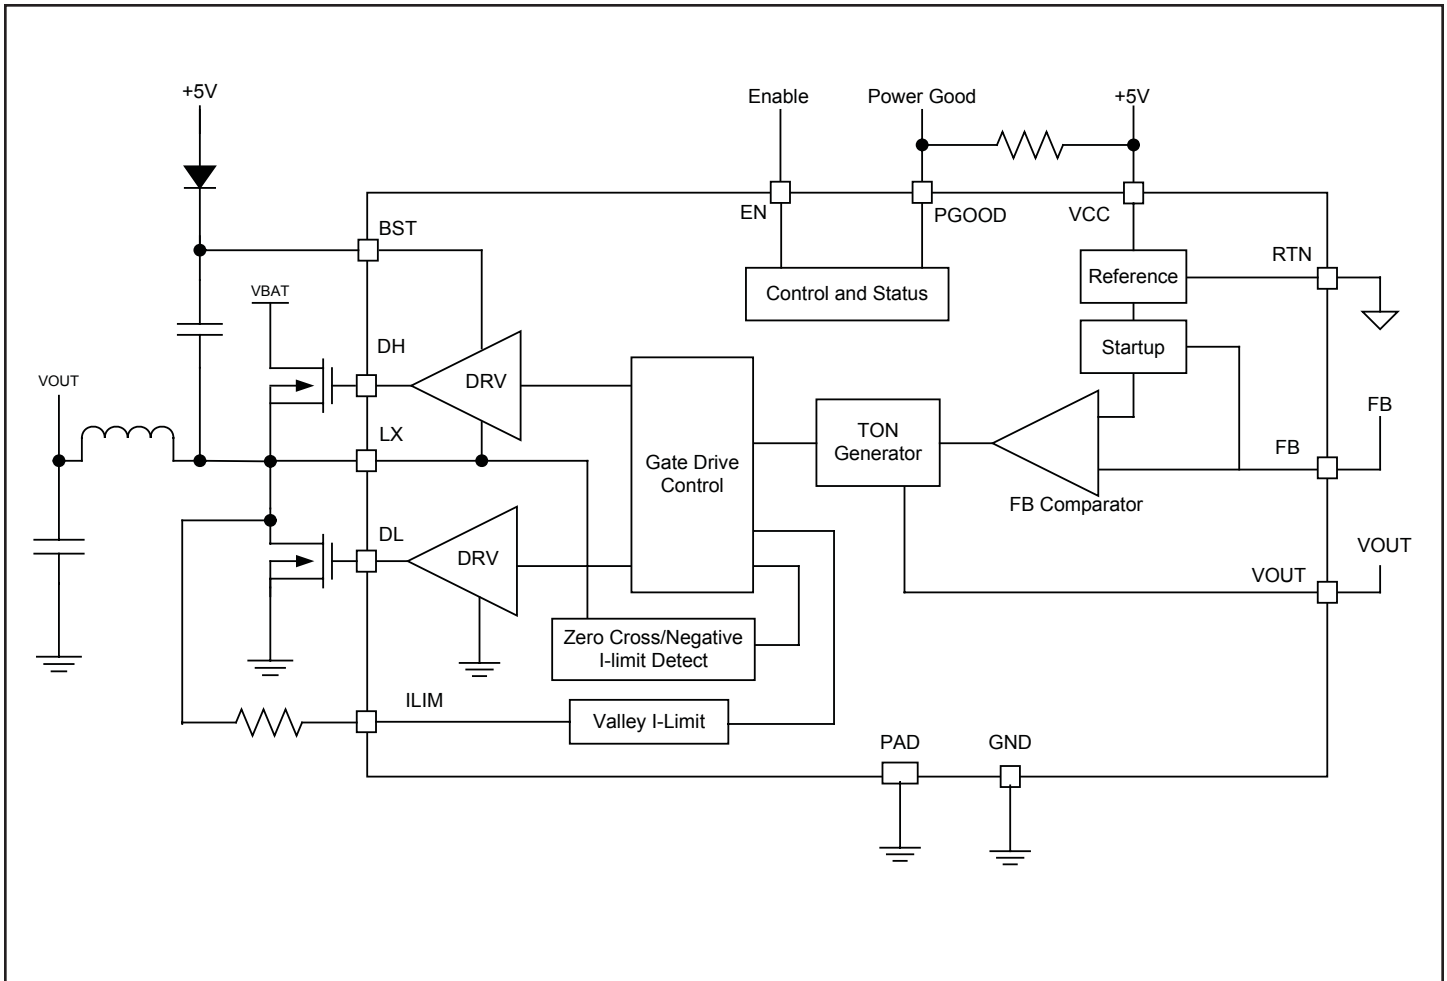 +5V
Enable
Power Good
+5V
EN
PGOOD
VCC
BST
RTN
Reference
VBAT
Control and Status
DH
Startup
VOUT
DRV
FB
TON
Generator
LX
Gate Drive
Control
FB
FB Comparator
DL
DRV
VOUT
VOUT
Zero Cross/Negative
I-limit Detect
ILIM
Valley I-Limit
PAD
GND